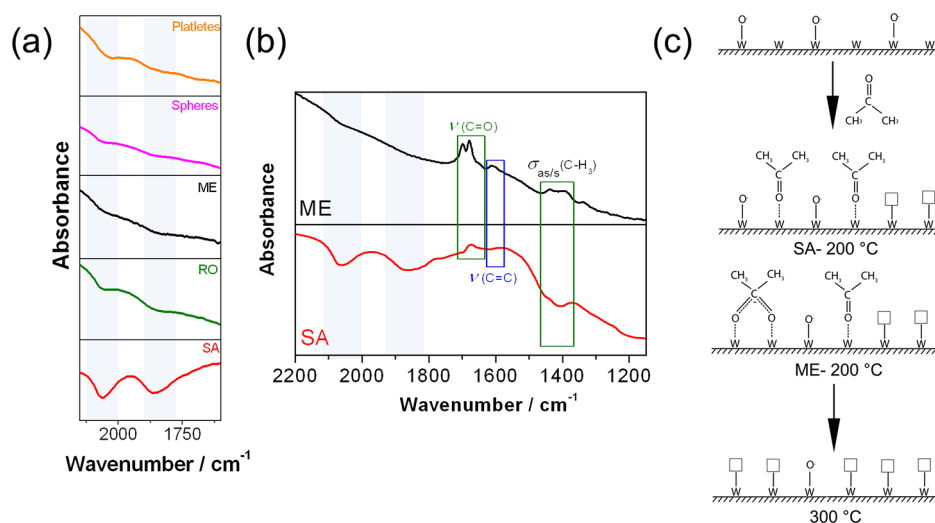 (a)
Platletes
Spheres
ME
RO
SA
Absorbance
2000 1750
Wavenumber / cm⁻¹
(b)
ν(C=O)
σas/s(C-H₃)
ME
ν(C=C)
SA
Absorbance
2200 2000 1800 1600 1400 1200
Wavenumber / cm⁻¹
(c)
O· O· O·
W W W W W W
O
C
CH₃ CH₃
CH₃ CH₃ CH₃ CH₃
C C
O· O O· O
W W W W W W
SA- 200 °C
CH₃ CH₃ CH₃ CH₃
C C
O O O· O
W W W W W W
ME- 200 °C
O·
W W W W W W
300 °C